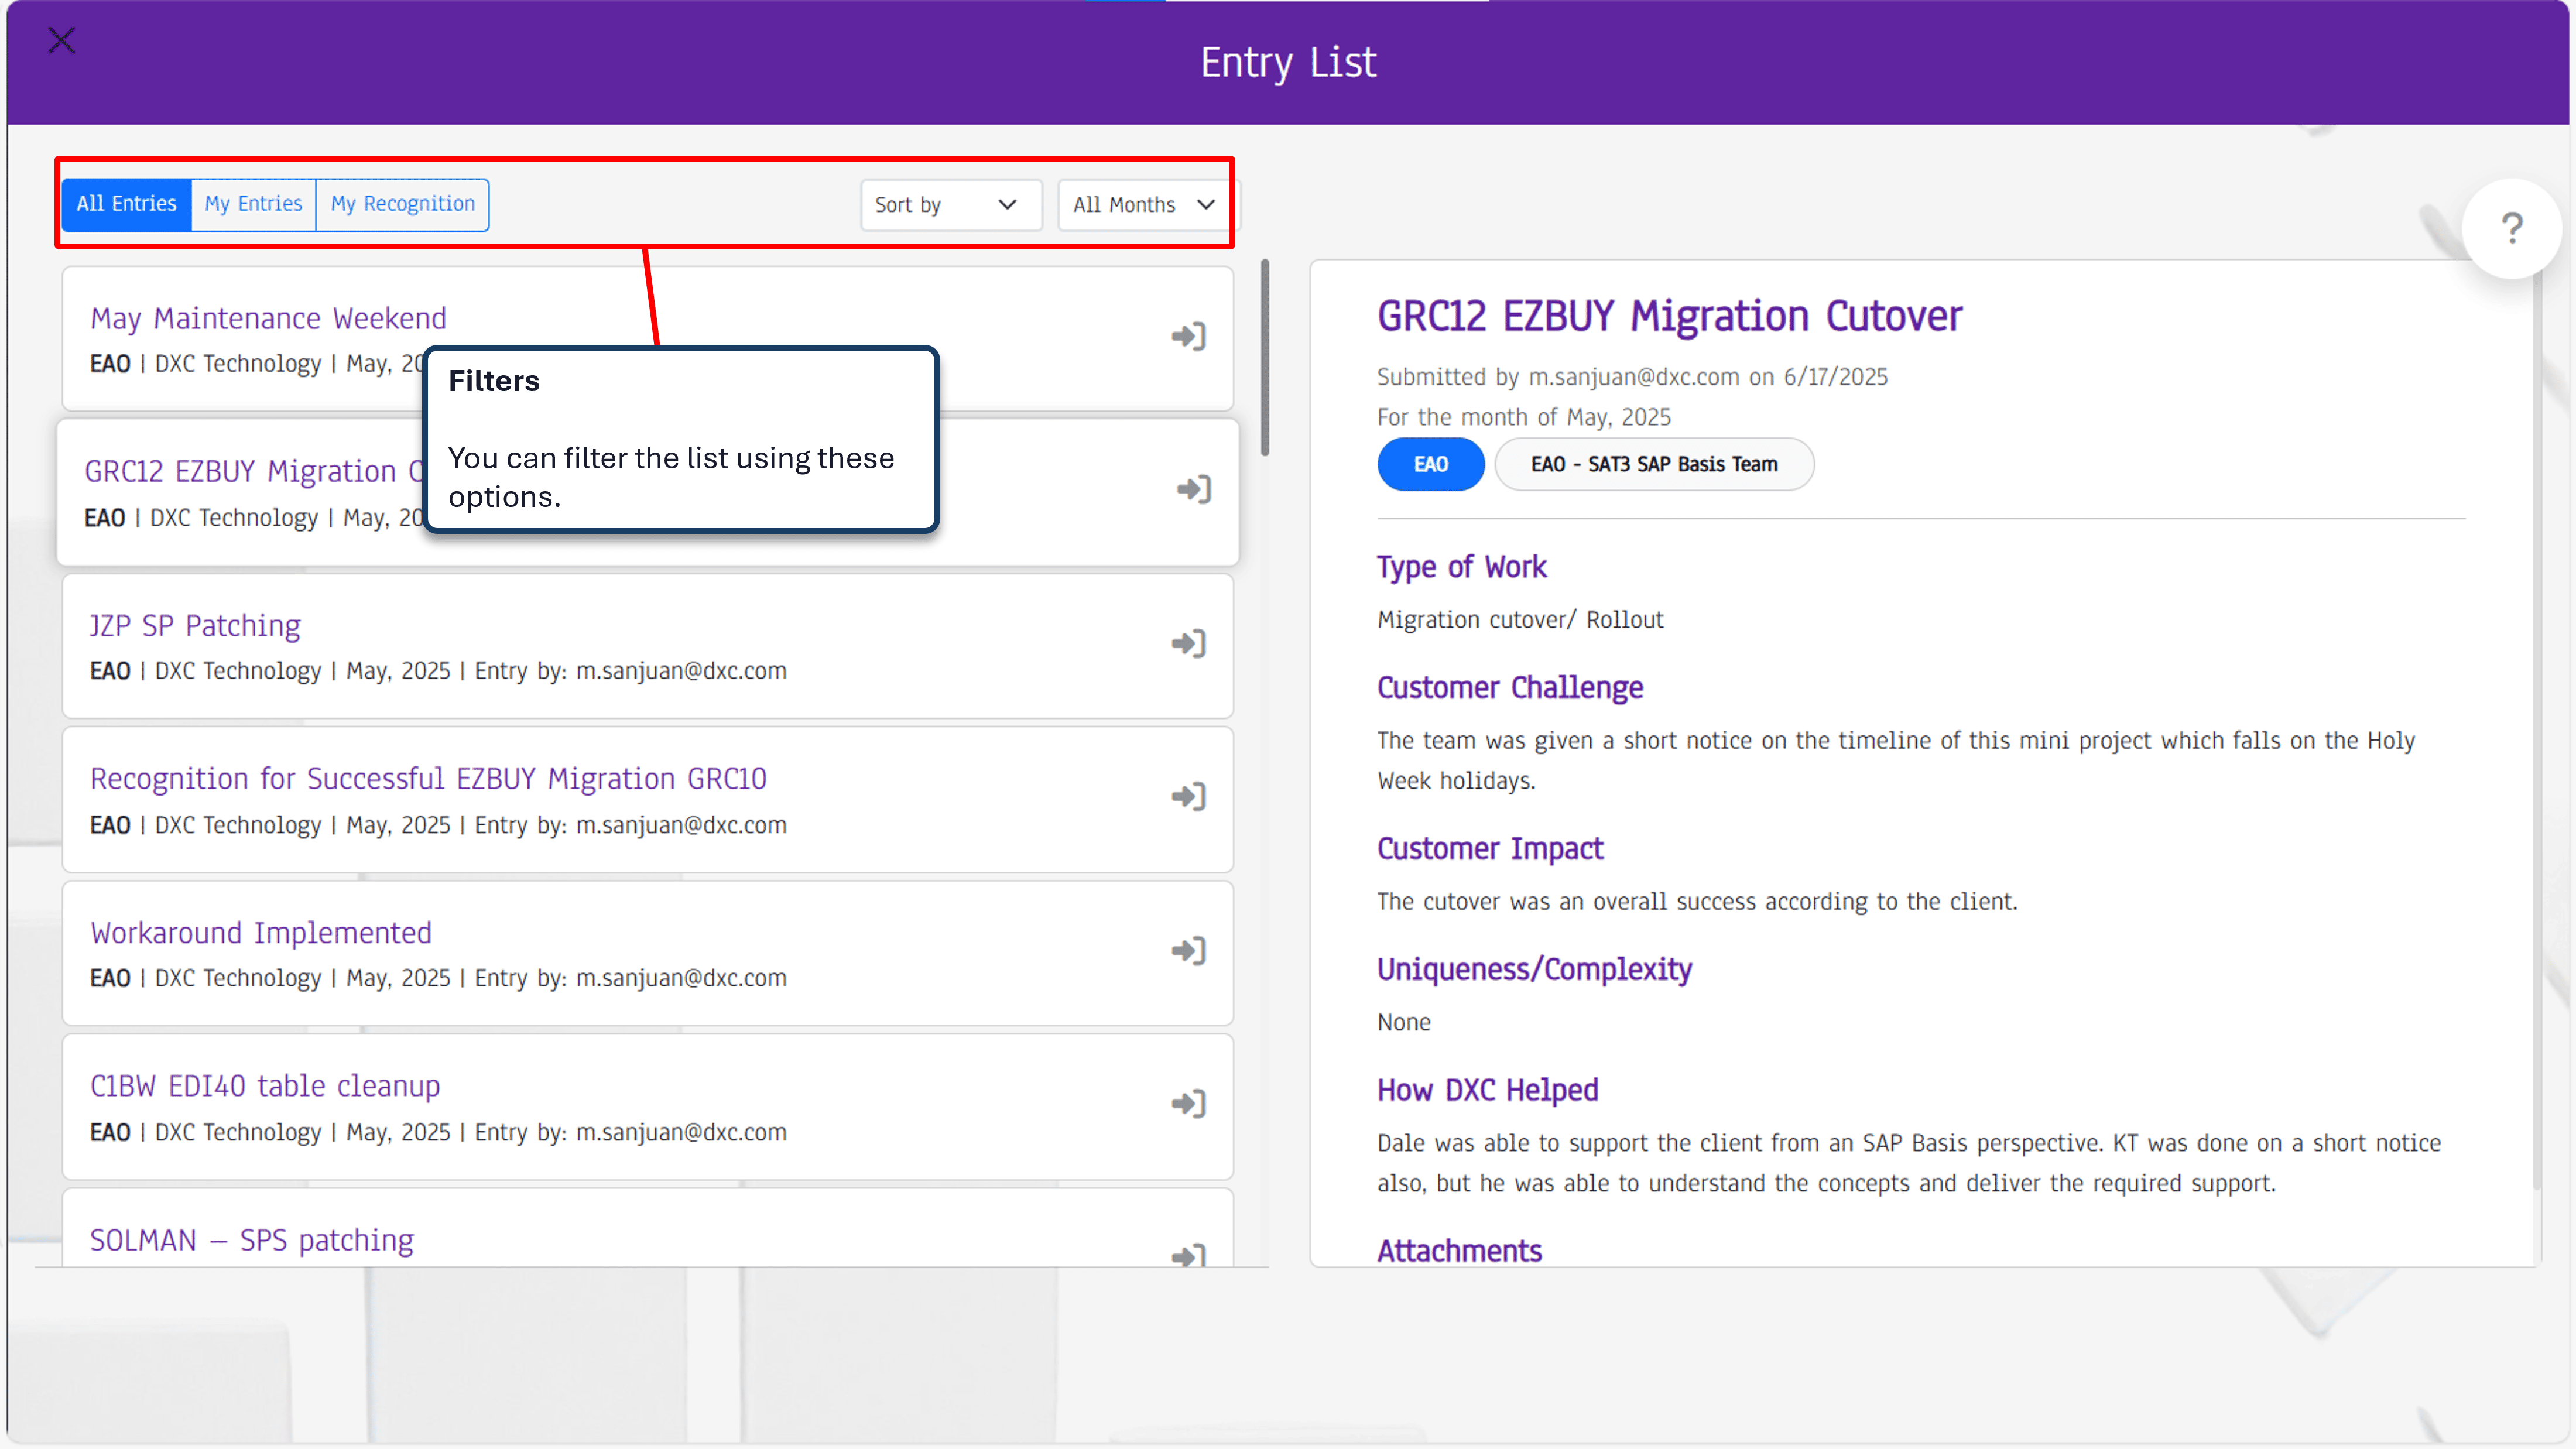 Entry List
All Entries
My Entries
My Recognition
Sort by
All Months
?
May Maintenance Weekend
EAO | DXC Technology | May, 20
GRC12 EZBUY Migration C
EAO | DXC Technology | May, 20
Filters
You can filter the list using these
options.
JZP SP Patching
EAO | DXC Technology | May, 2025 | Entry by: m.sanjuan@dxc.com
Recognition for Successful EZBUY Migration GRC10
EAO | DXC Technology | May, 2025 | Entry by: m.sanjuan@dxc.com
Workaround Implemented
EAO | DXC Technology | May, 2025 | Entry by: m.sanjuan@dxc.com
C1BW EDI40 table cleanup
EAO | DXC Technology | May, 2025 | Entry by: m.sanjuan@dxc.com
SOLMAN – SPS patching
GRC12 EZBUY Migration Cutover
Submitted by m.sanjuan@dxc.com on 6/17/2025
For the month of May, 2025
EAO
EAO - SAT3 SAP Basis Team
Type of Work
Migration cutover/ Rollout
Customer Challenge
The team was given a short notice on the timeline of this mini project which falls on the Holy
Week holidays.
Customer Impact
The cutover was an overall success according to the client.
Uniqueness/Complexity
None
How DXC Helped
Dale was able to support the client from an SAP Basis perspective. KT was done on a short notice
also, but he was able to understand the concepts and deliver the required support.
Attachments